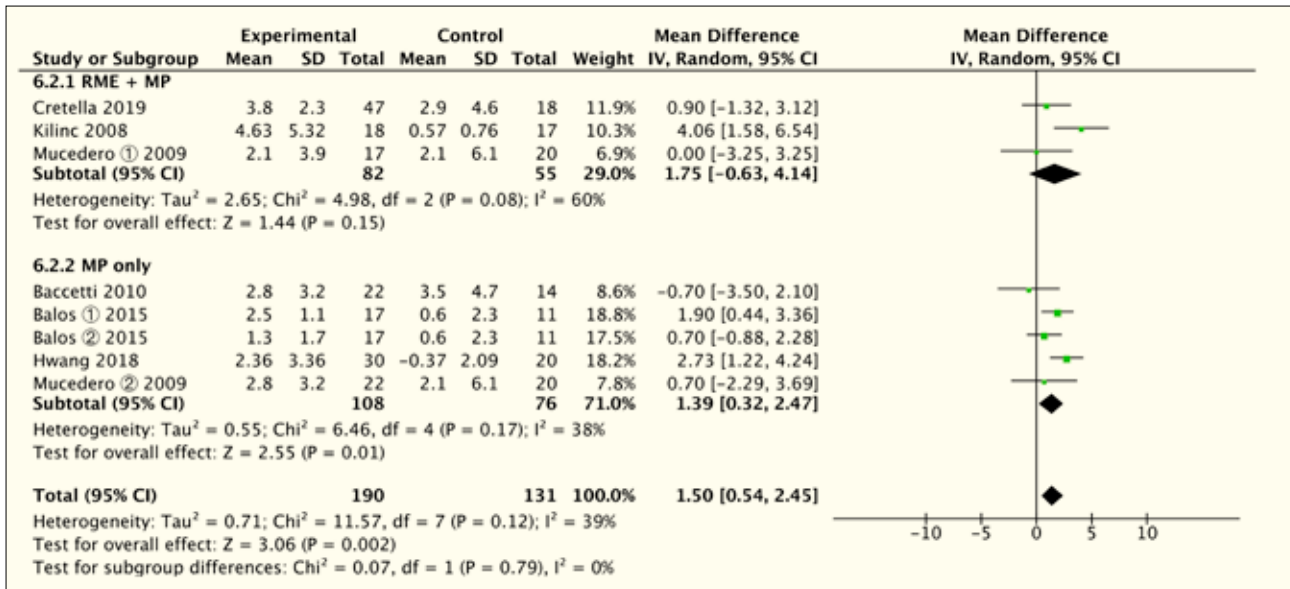 Experimental Control Mean Difference Mean Difference
Study or Subgroup Mean SD Total Mean SD Total Weight IV, Random, 95% CI IV, Random, 95% CI
6.2.1 RME + MP
Cretella 2019 3.8 2.3 47 2.9 4.6 18 11.9% 0.90 [−1.32, 3.12]
Kilinc 2008 4.63 5.32 18 0.57 0.76 17 10.3% 4.06 [1.58, 6.54]
Mucedero ① 2009 2.1 3.9 17 2.1 6.1 20 6.9% 0.00 [−3.25, 3.25]
Subtotal (95% CI) 82 55 29.0% 1.75 [−0.63, 4.14]
Heterogeneity: Tau² = 2.65; Chi² = 4.98, df = 2 (P = 0.08); I² = 60%
Test for overall effect: Z = 1.44 (P = 0.15)
6.2.2 MP only
Baccetti 2010 2.8 3.2 22 3.5 4.7 14 8.6% −0.70 [−3.50, 2.10]
Balos ① 2015 2.5 1.1 17 0.6 2.3 11 18.8% 1.90 [0.44, 3.36]
Balos ② 2015 1.3 1.7 17 0.6 2.3 11 17.5% 0.70 [−0.88, 2.28]
Hwang 2018 2.36 3.36 30 −0.37 2.09 20 18.2% 2.73 [1.22, 4.24]
Mucedero ② 2009 2.8 3.2 22 2.1 6.1 20 7.8% 0.70 [−2.29, 3.69]
Subtotal (95% CI) 108 76 71.0% 1.39 [0.32, 2.47]
Heterogeneity: Tau² = 0.55; Chi² = 6.46, df = 4 (P = 0.17); I² = 38%
Test for overall effect: Z = 2.55 (P = 0.01)
Total (95% CI) 190 131 100.0% 1.50 [0.54, 2.45]
Heterogeneity: Tau² = 0.71; Chi² = 11.57, df = 7 (P = 0.12); I² = 39%
Test for overall effect: Z = 3.06 (P = 0.002)
Test for subgroup differences: Chi² = 0.07, df = 1 (P = 0.79), I² = 0%
−10 −5 0 5 10